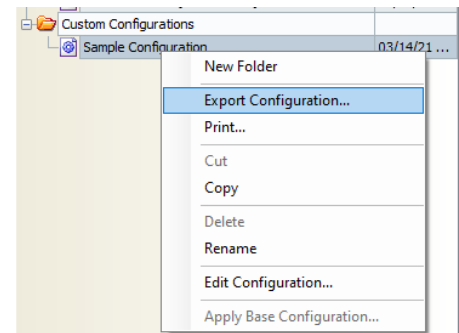 Custom Configurations
Sample Configuration 03/14/21 ...
New Folder
Export Configuration...
Print...
Cut
Copy
Delete
Rename
Edit Configuration...
Apply Base Configuration...